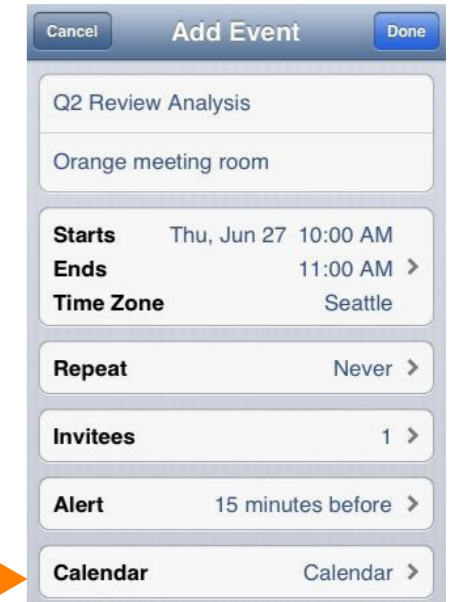 Cancel Add Event Done
Q2 Review Analysis
Orange meeting room
Starts Thu, Jun 27 10:00 AM
Ends 11:00 AM
Time Zone Seattle
Repeat Never
Invitees 1
Alert 15 minutes before
Calendar Calendar